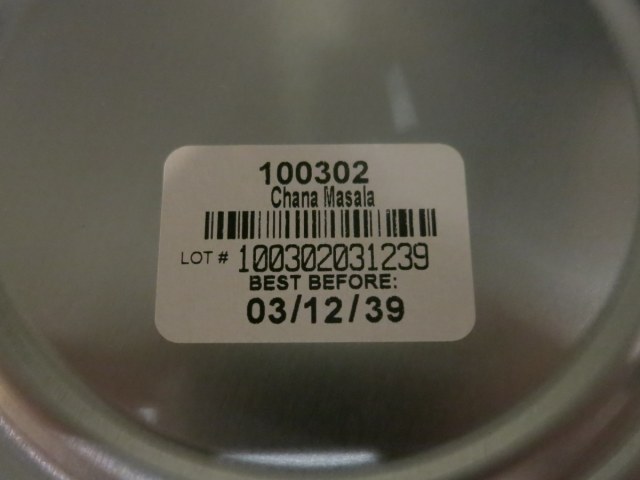 100302
Chana Masala
LOT # 100302031239
BEST BEFORE:
03/12/39